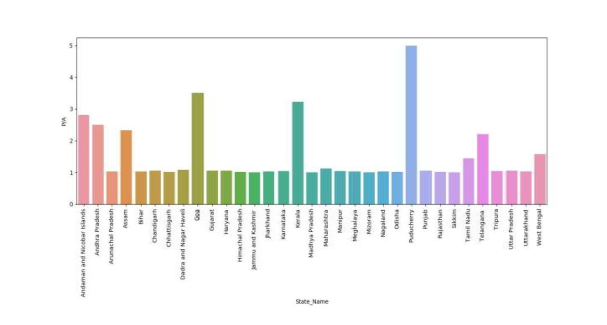 5
4
3
2
1
0
P/A
Andaman and Nicobar Islands
Andhra Pradesh
Arunachal Pradesh
Assam
Bihar
Chandigarh
Chhattisgarh
Dadra and Nagar Haveli
Goa
Gujarat
Haryana
Himachal Pradesh
Jammu and Kashmir
Jharkhand
Karnataka
Kerala
Madhya Pradesh
Maharashtra
Manipur
Meghalaya
Mizoram
Nagaland
Odisha
Puducherry
Punjab
Rajasthan
Sikkim
Tamil Nadu
Telangana
Tripura
Uttar Pradesh
Uttarakhand
West Bengal
State_Name